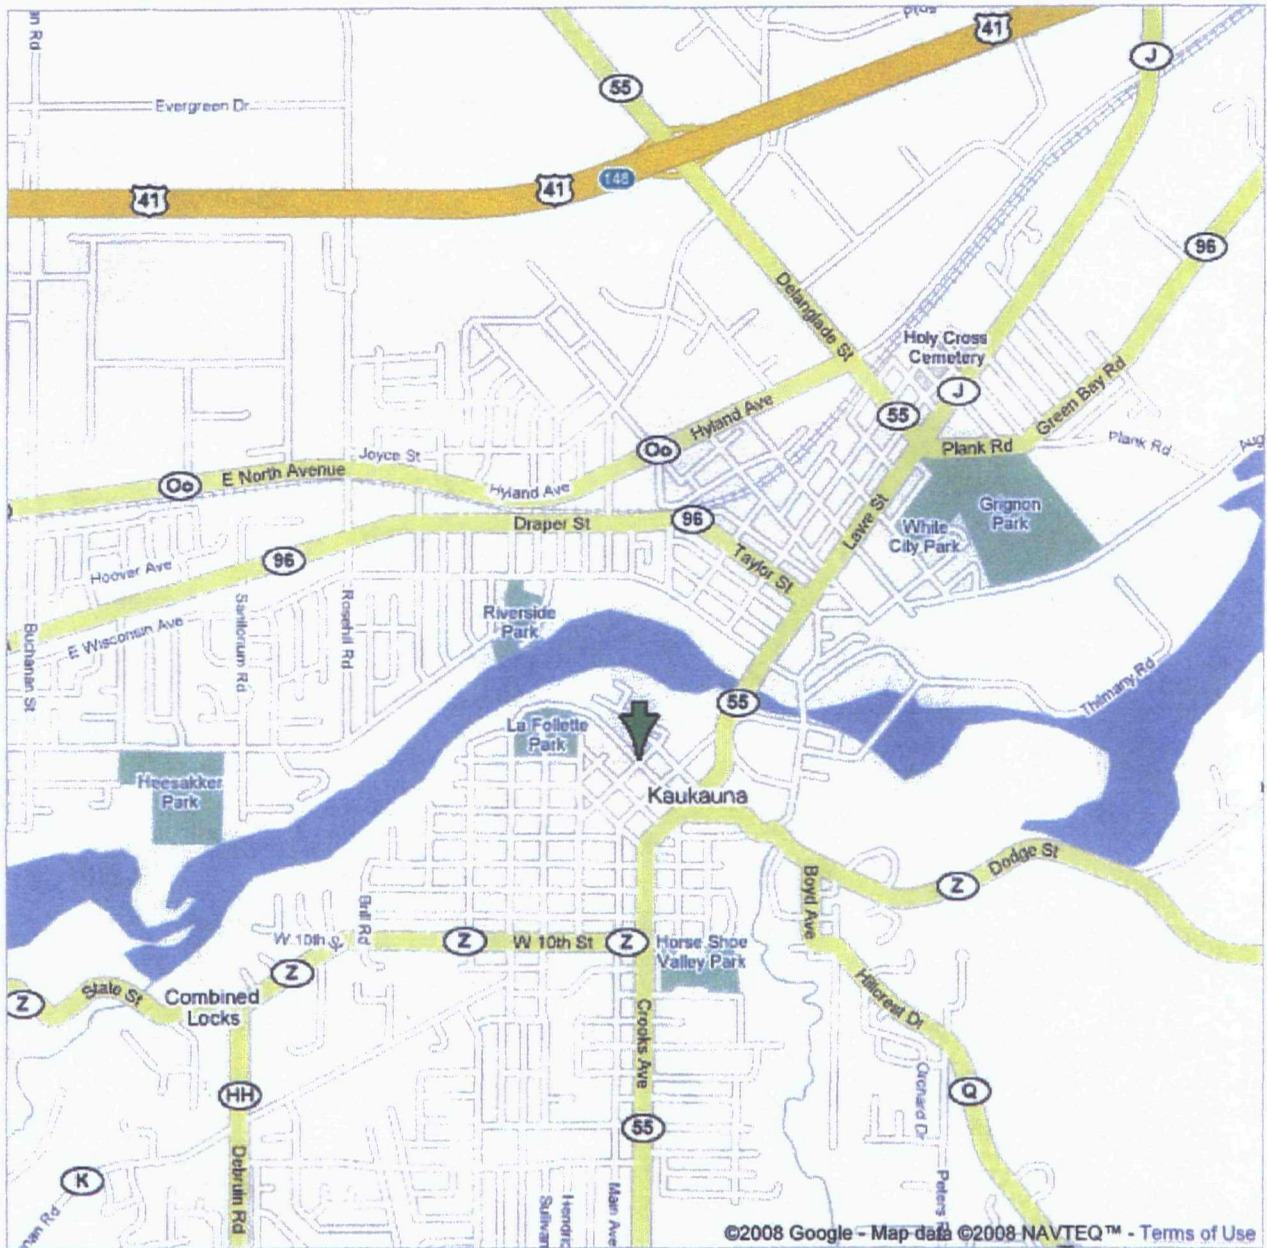 41
J
55
Evergreen Dr
146
41
41
96
Delanglade St
Holy Cross
Cemetery
J
Green Bay Rd
55
Hyland Ave
Oo
Plank Rd
Plank Rd
Joyce St
E North Avenue
Oo
Hyland Ave
Grignon
Park
White
City Park
Lawe St
Draper St
96
Taylor St
96
Hoover Ave
E Wisconsin Ave
Buchanan St
Sanitorium Rd
Rosehill Rd
Riverside
Park
Thilmany Rd
55
La Follette
Park
Heesakker
Park
Kaukauna
Dodge St
Z
Boyd Ave
Brill Rd
W 10th St
Z
W 10th St
Z
Horse Shoe
Valley Park
Z
Z
State St
Combined
Locks
Hillcrest Dr
Crooks Ave
Orchard Dr
Q
HH
55
K
Debruin Rd
Sullivan
Main Ave
Peters
©2008 Google - Map data ©2008 NAVTEQ™ - Terms of Use